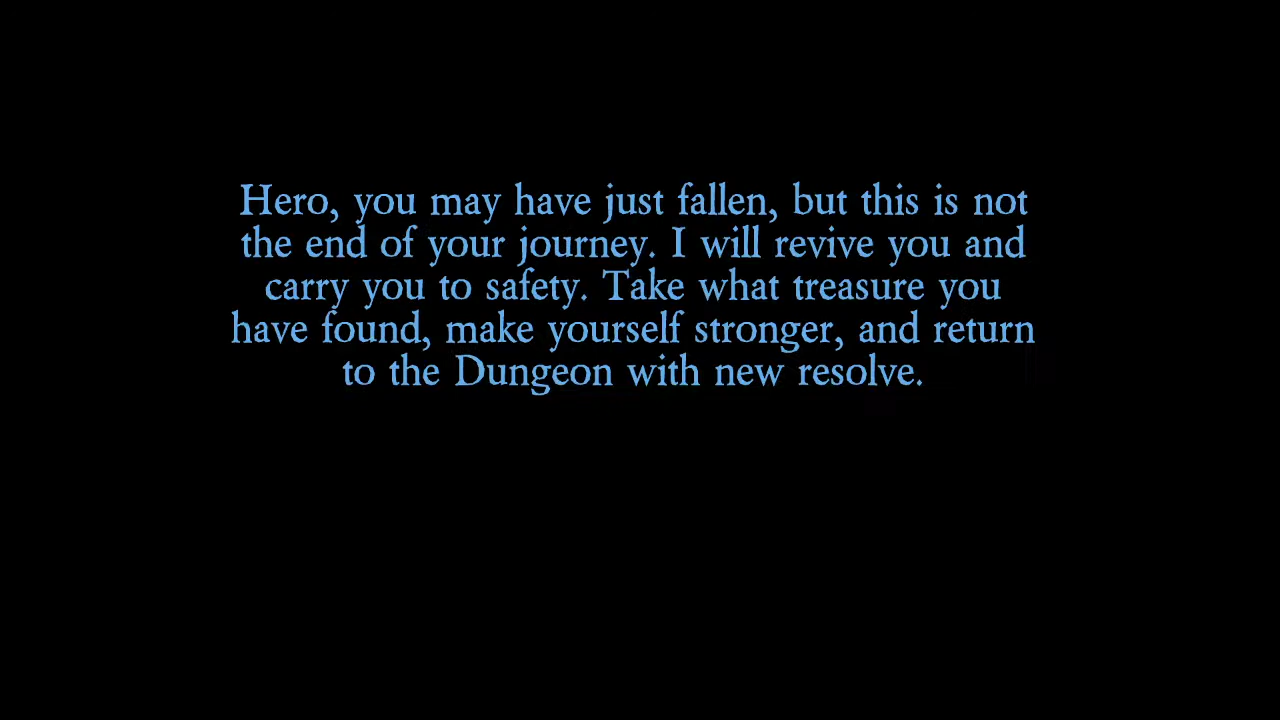 Hero, you may have just fallen, but this is not
the end of your journey. I will revive you and
carry you to safety. Take what treasure you
have found, make yourself stronger, and return
to the Dungeon with new resolve.